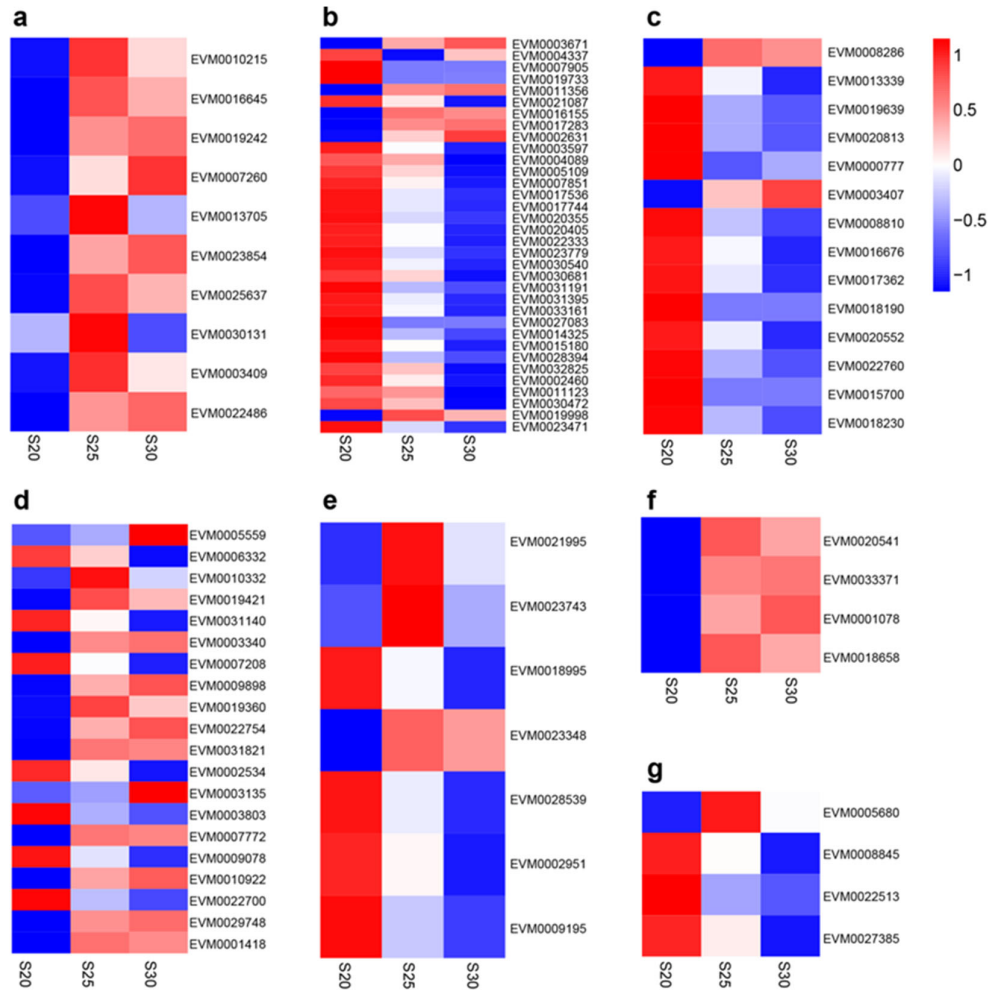 a
EVM0010215
EVM0016645
EVM0019242
EVM0007260
EVM0013705
EVM0023854
EVM0025637
EVM0030131
EVM0003409
EVM0022486
S20
S25
S30
b
EVM0003671
EVM0004337
EVM0007905
EVM0019733
EVM0011356
EVM0021087
EVM0016155
EVM0017283
EVM0002631
EVM0003597
EVM0004089
EVM0005109
EVM0007851
EVM0017536
EVM0017744
EVM0020355
EVM0020405
EVM0022333
EVM0023779
EVM0030540
EVM0030681
EVM0031191
EVM0031395
EVM0033161
EVM0027083
EVM0014325
EVM0015180
EVM0028394
EVM0032825
EVM0002460
EVM0011123
EVM0030472
EVM0019998
EVM0023471
S20
S25
S30
c
EVM0008286
EVM0013339
EVM0019639
EVM0020813
EVM0000777
EVM0003407
EVM0008810
EVM0016676
EVM0017362
EVM0018190
EVM0020552
EVM0022760
EVM0015700
EVM0018230
S20
S25
S30
1
0.5
0
−0.5
−1
d
EVM0005559
EVM0006332
EVM0010332
EVM0019421
EVM0031140
EVM0003340
EVM0007208
EVM0009898
EVM0019360
EVM0022754
EVM0031821
EVM0002534
EVM0003135
EVM0003803
EVM0007772
EVM0009078
EVM0010922
EVM0022700
EVM0029748
EVM0001418
S20
S25
S30
e
EVM0021995
EVM0023743
EVM0018995
EVM0023348
EVM0028539
EVM0002951
EVM0009195
S20
S25
S30
f
EVM0020541
EVM0033371
EVM0001078
EVM0018658
S20
S25
S30
g
EVM0005680
EVM0008845
EVM0022513
EVM0027385
S20
S25
S30